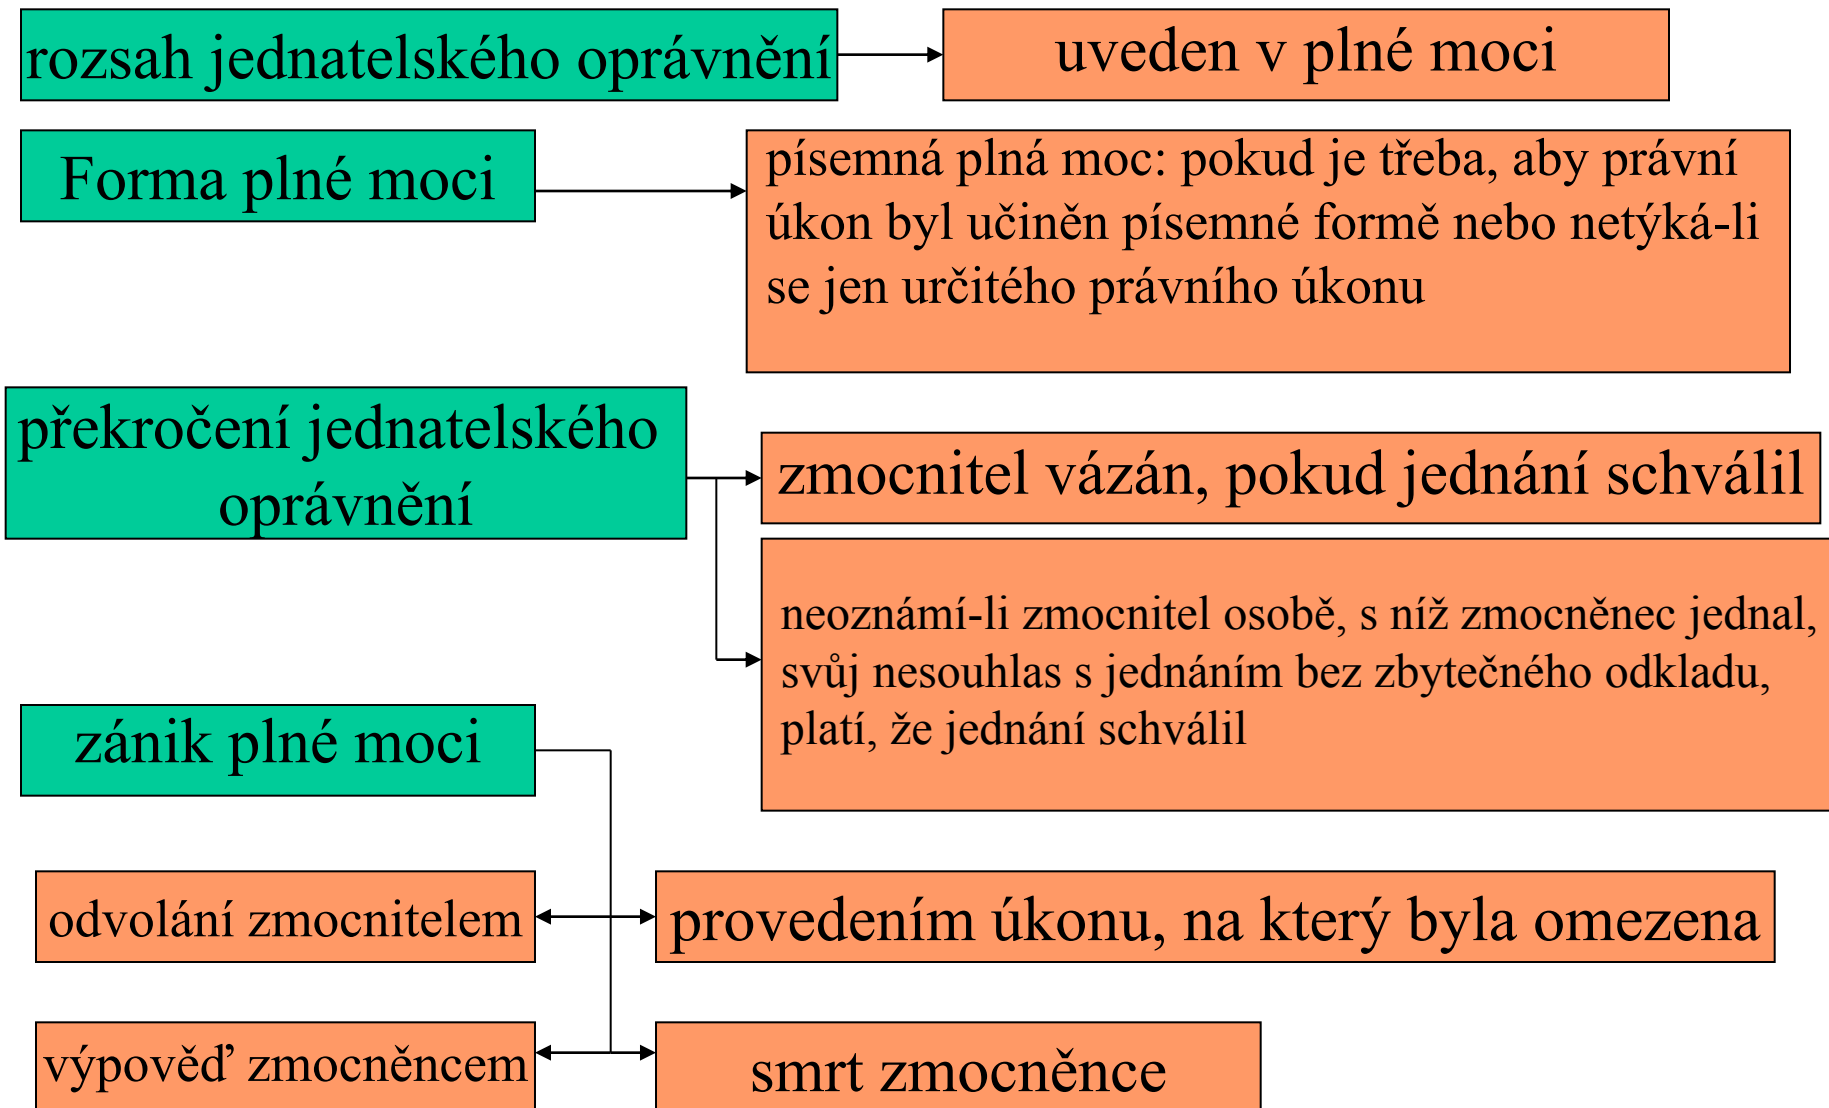 rozsah jednatelského oprávnění
uveden v plné moci
Forma plné moci
písemná plná moc: pokud je třeba, aby právní
úkon byl učiněn písemné formě nebo netýká-li
se jen určitého právního úkonu
překročení jednatelského
oprávnění
zmocnitel vázán, pokud jednání schválil
neoznámí-li zmocnitel osobě, s níž zmocněnec jednal,
svůj nesouhlas s jednáním bez zbytečného odkladu,
platí, že jednání schválil
zánik plné moci
odvolání zmocnitelem
provedením úkonu, na který byla omezena
výpověď zmocněncem
smrt zmocněnce